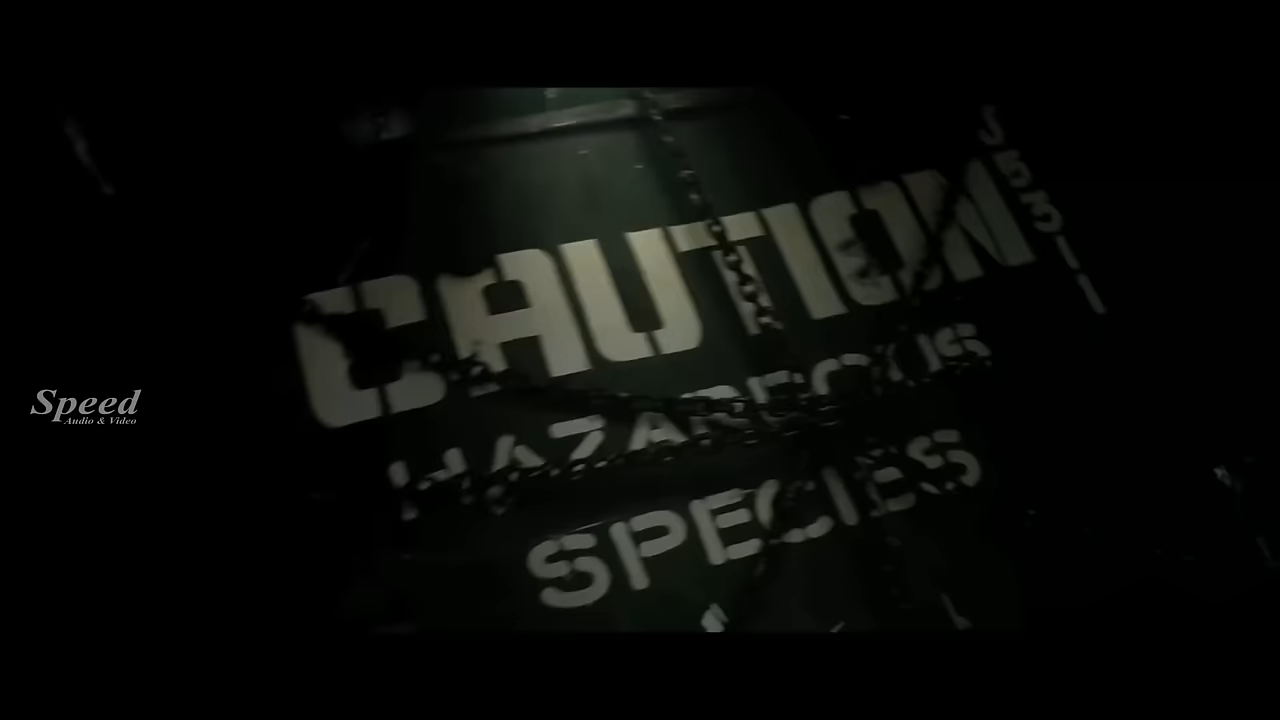 CAUTION
HAZARDOUS
SPECIES
Speed
Audio & Video